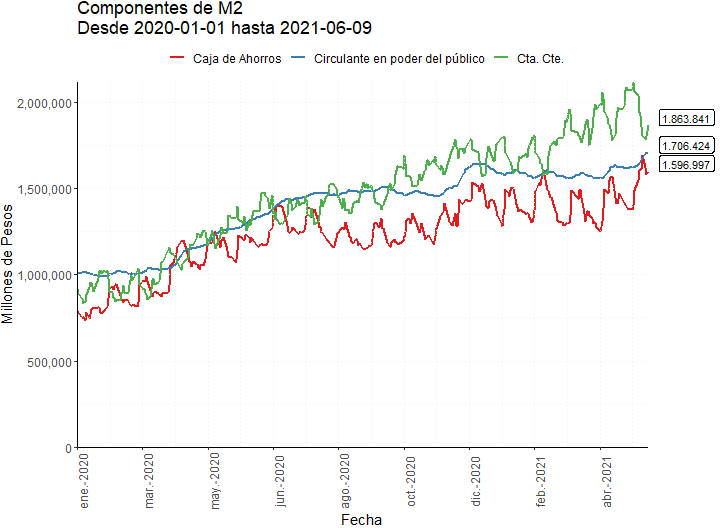 Componentes de M2
Desde 2020-01-01 hasta 2021-06-09
Caja de Ahorros Circulante en poder del público Cta. Cte.
Millones de Pesos
2,000,000
1,500,000
1,000,000
500,000
0
1.863.841
1.706.424
1.596.997
ene.-2020
mar.-2020
may.-2020
jun.-2020
ago.-2020
oct.-2020
dic.-2020
feb.-2021
abr.-2021
Fecha